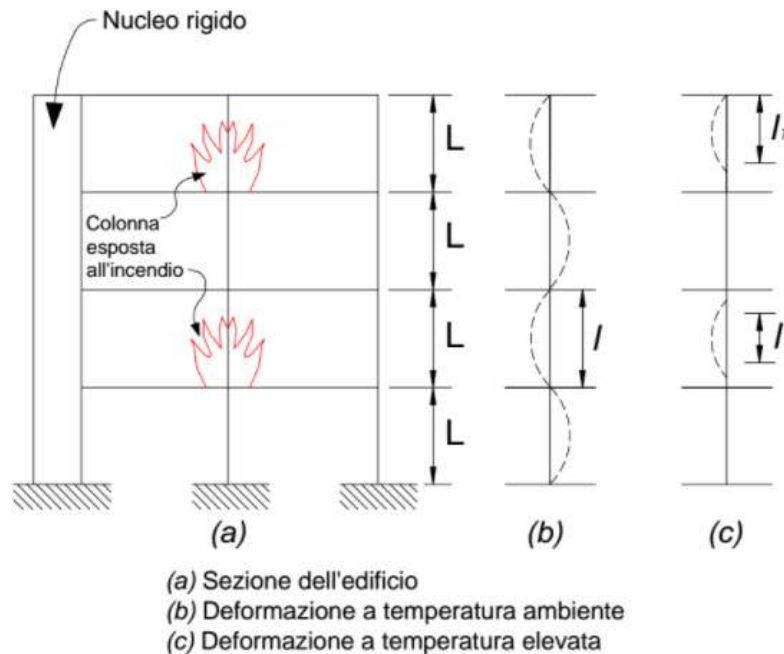 Nucleo rigido
Colonna
esposta
all'incendio
L
L
L
L
l
l
(a)
(b)
(c)
(a) Sezione dell'edificio
(b) Deformazione a temperatura ambiente
(c) Deformazione a temperatura elevata